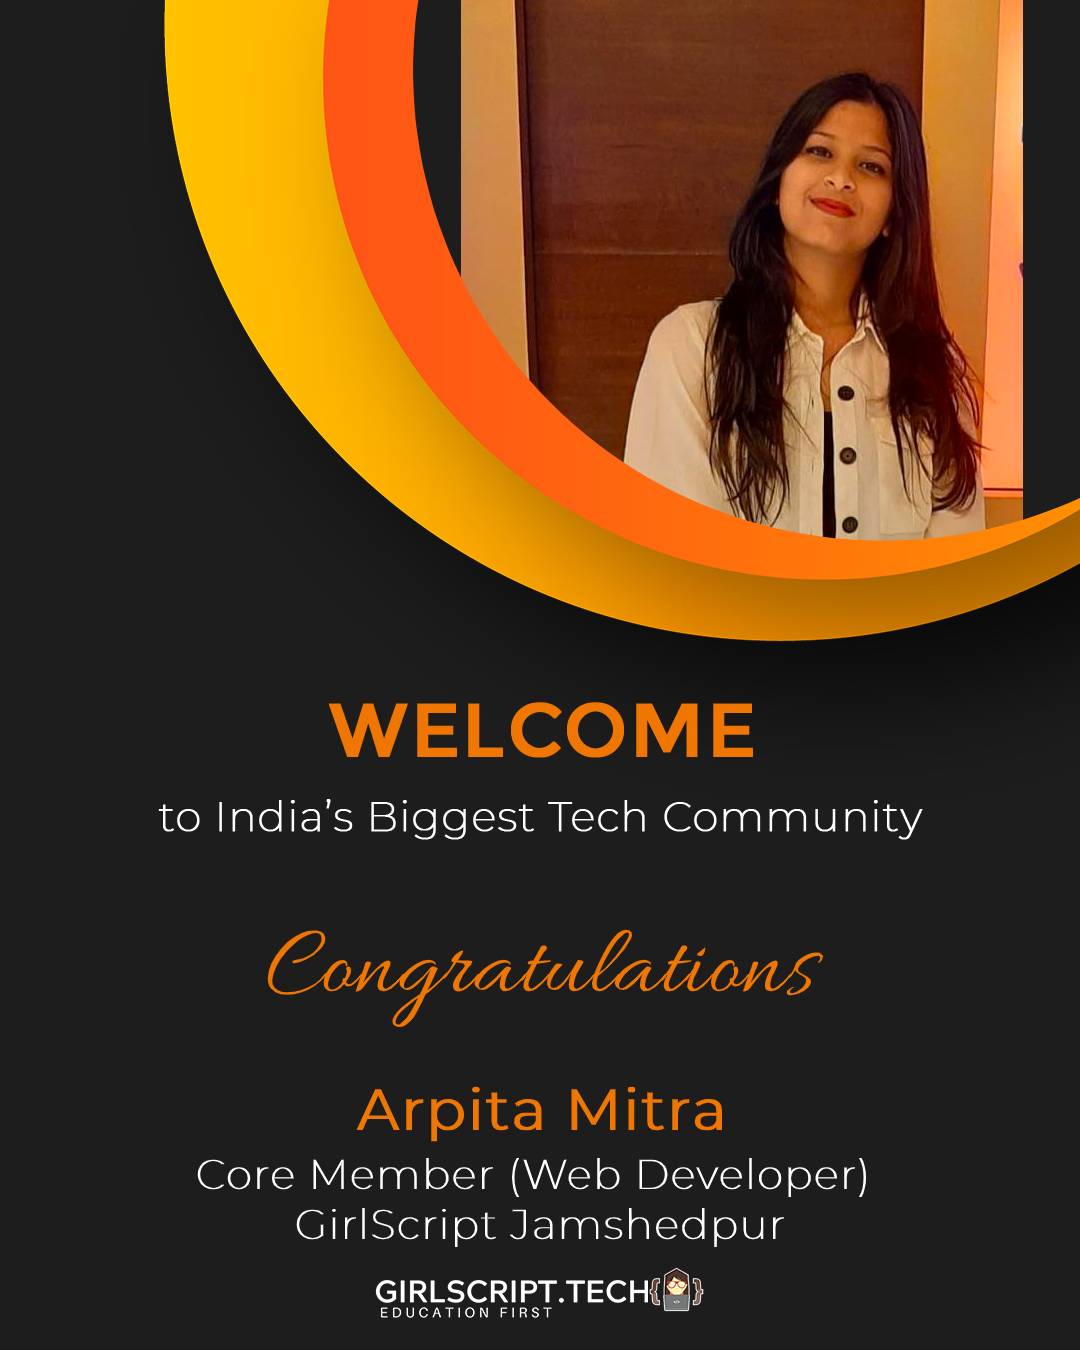 WELCOME
to India’s Biggest Tech Community
Congratulations
Arpita Mitra
Core Member (Web Developer)
GirlScript Jamshedpur
GIRLSCRIPT.TECH
EDUCATION FIRST